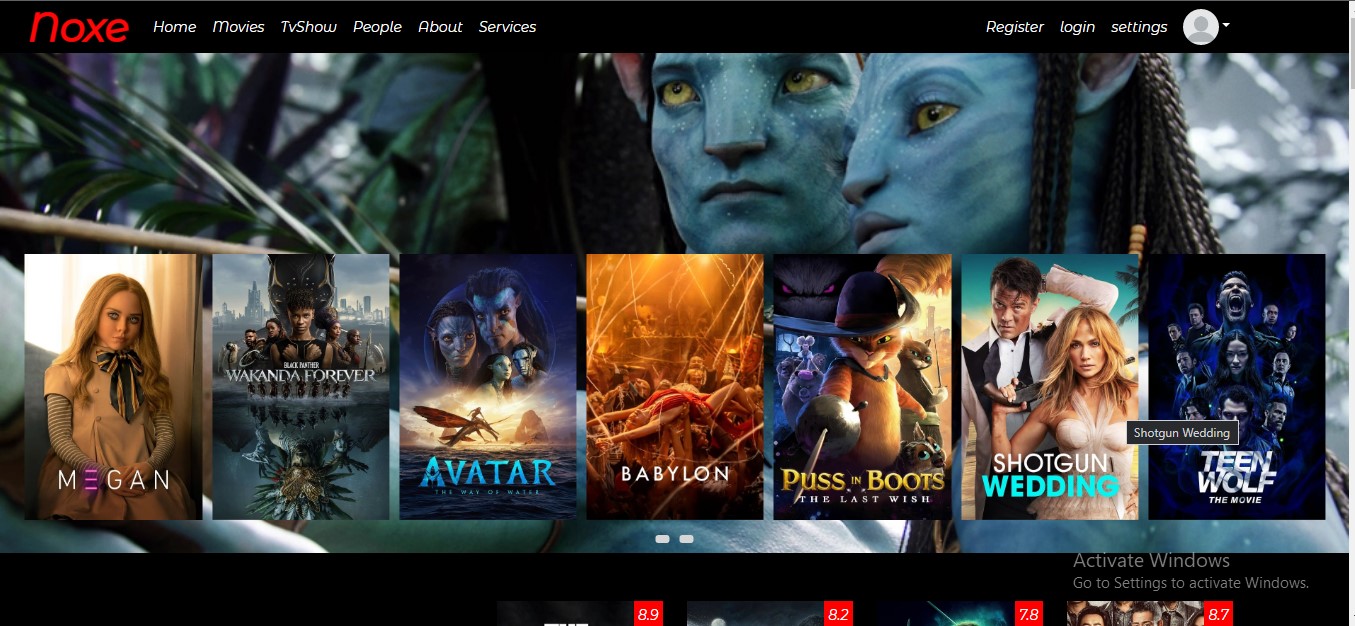 noxe Home Movies TvShow People About Services Register login settings
MEGAN
BLACK PANTHER
WAKANDA FOREVER
AVATAR
THE WAY OF WATER
BABYLON
PUSS IN BOOTS
THE LAST WISH
SHOTGUN
WEDDING
Shotgun Wedding
TEEN
WOLF
THE MOVIE
Activate Windows
Go to Settings to activate Windows.
8.9 8.2 7.8 8.7